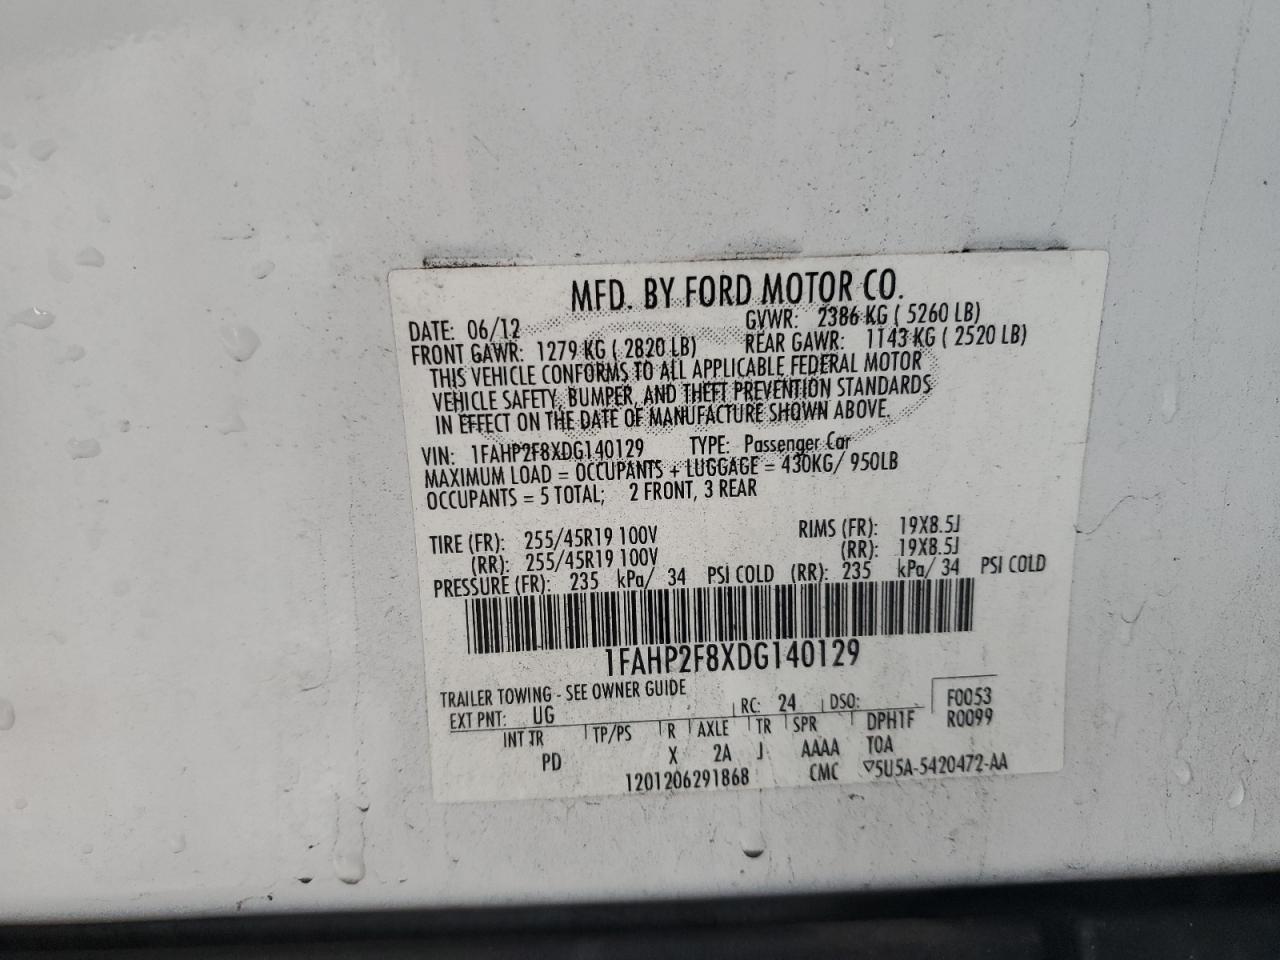 MFD. BY FORD MOTOR CO.
DATE: 06/12 GVWR: 2386 KG ( 5260 LB)
FRONT GAWR: 1279 KG ( 2820 LB) REAR GAWR: 1143 KG ( 2520 LB)
THIS VEHICLE CONFORMS TO ALL APPLICABLE FEDERAL MOTOR
VEHICLE SAFETY, BUMPER, AND THEFT PREVENTION STANDARDS
IN EFFECT ON THE DATE OF MANUFACTURE SHOWN ABOVE.
VIN: 1FAHP2F8XDG140129 TYPE: Passenger Car
MAXIMUM LOAD = OCCUPANTS + LUGGAGE = 430KG/ 950LB
OCCUPANTS = 5 TOTAL; 2 FRONT, 3 REAR
TIRE (FR): 255/45R19 100V RIMS (FR): 19X8.5J
(RR): 255/45R19 100V (RR): 19X8.5J
PRESSURE (FR): 235 kPa/ 34 PSI COLD (RR): 235 kPa/ 34 PSI COLD
1FAHP2F8XDG140129
TRAILER TOWING - SEE OWNER GUIDE
EXT PNT: UG RC: 24 DSO: F0053
INT TR TP/PS R AXLE TR SPR DPH1F R0099
PD X 2A J AAAA TOA
1201206291868 CMC ▽5U5A-5420472-AA